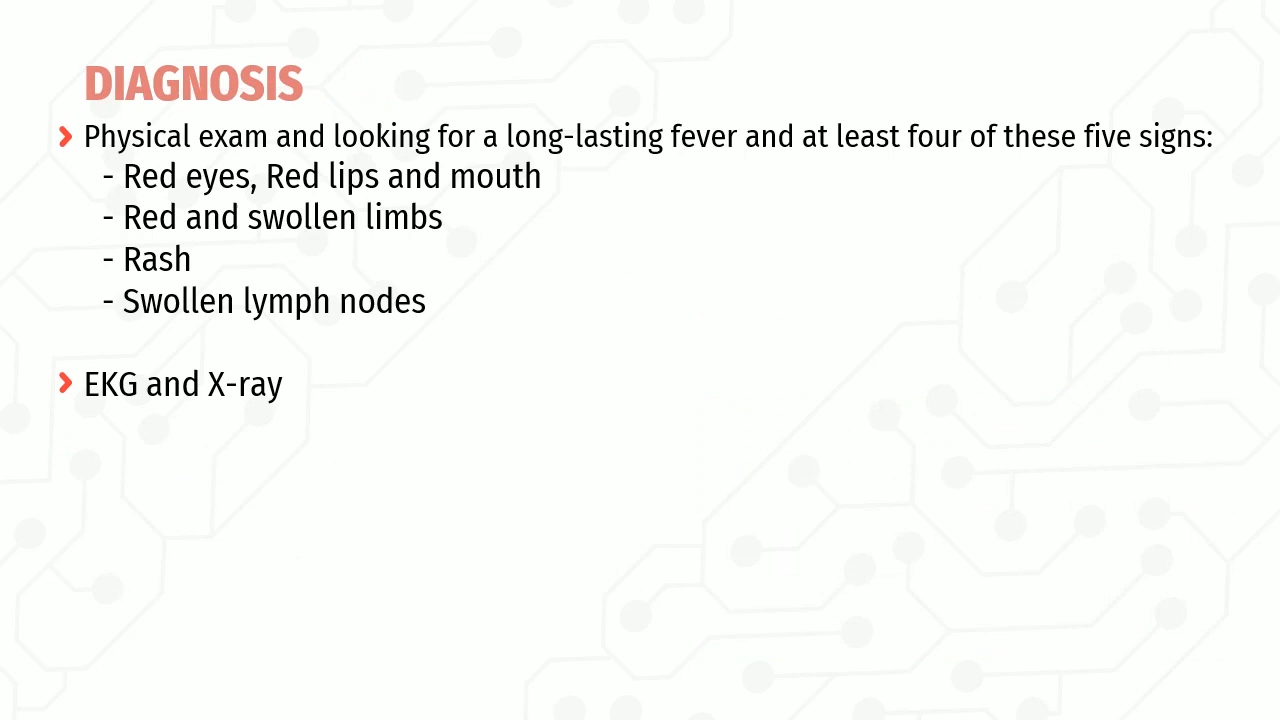 DIAGNOSIS
Physical exam and looking for a long-lasting fever and at least four of these five signs:
- Red eyes, Red lips and mouth
- Red and swollen limbs
- Rash
- Swollen lymph nodes
EKG and X-ray